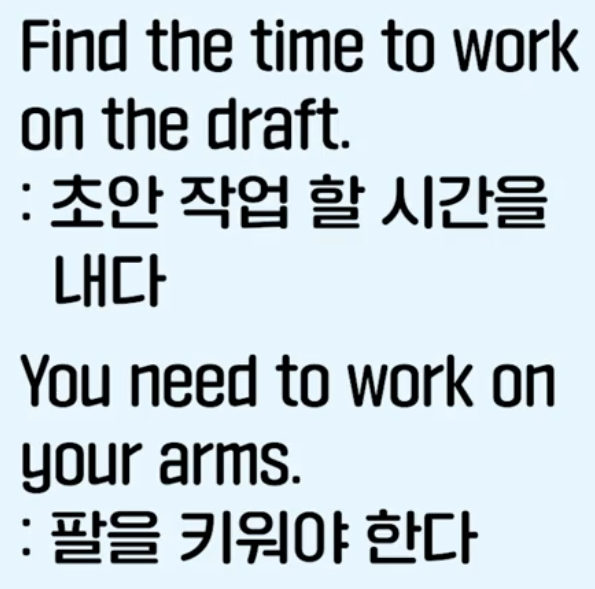 Find the time to work
on the draft.
: 초안 작업 할 시간을
내다
You need to work on
your arms.
: 팔을 키워야 한다